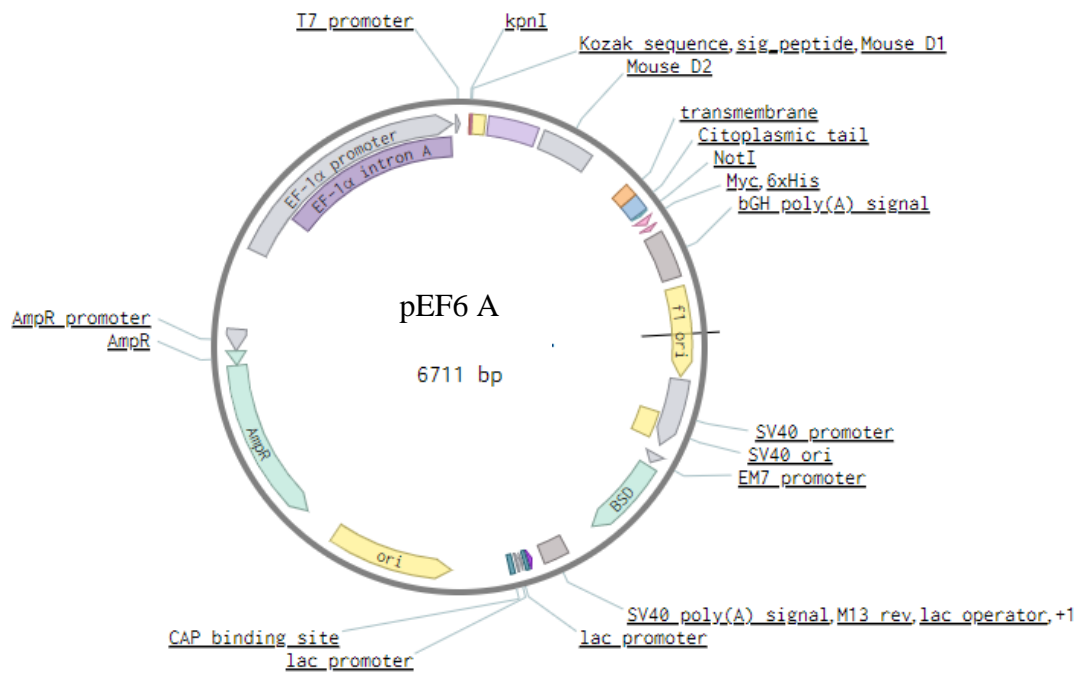 T7 promoter
kpnI
Kozak sequence, sig_peptide, Mouse D1
Mouse D2
transmembrane
Citoplasmic tail
NotI
Myc, 6xHis
bGH poly(A) signal
EF-1α promoter
EF-1α intron A
pEF6 A
6711 bp
f1 ori
AmpR promoter
AmpR
AmpR
SV40 promoter
SV40 ori
EM7 promoter
BSD
ori
SV40 poly(A) signal, M13 rev, lac operator, +1
CAP binding site
lac promoter
lac promoter